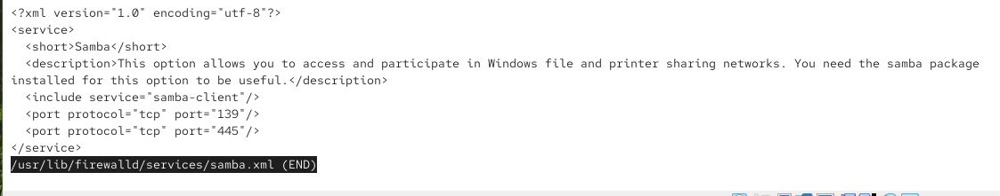 <?xml version="1.0" encoding="utf-8"?>
<service>
  <short>Samba</short>
  <description>This option allows you to access and participate in Windows file and printer sharing networks. You need the samba package
installed for this option to be useful.</description>
  <include service="samba-client"/>
  <port protocol="tcp" port="139"/>
  <port protocol="tcp" port="445"/>
</service>
/usr/lib/firewalld/services/samba.xml (END)